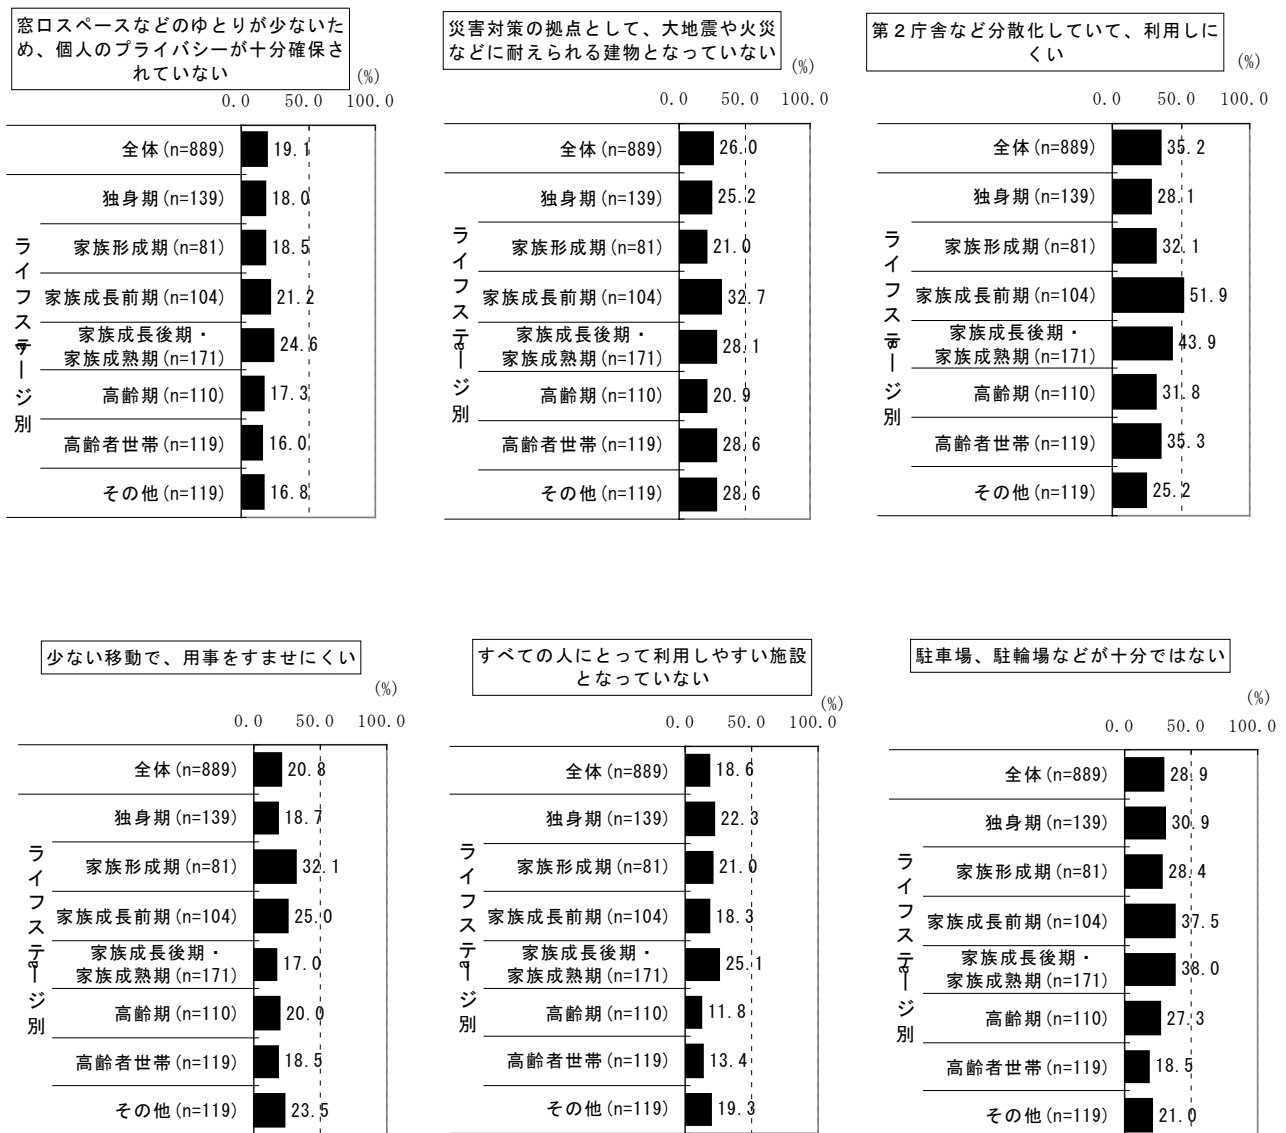 窓口スペースなどのゆとりが少ないた
め、個人のプライバシーが十分確保さ
れていない
(%)
0.0 50.0 100.0
全体(n=889) 19.1
独身期(n=139) 18.0
家族形成期(n=81) 18.5
家族成長前期(n=104) 21.2
家族成長後期・
家族成熟期(n=171) 24.6
高齢期(n=110) 17.3
高齢者世帯(n=119) 16.0
その他(n=119) 16.8
ライフステージ別
災害対策の拠点として、大地震や火災
などに耐えられる建物となっていない
(%)
0.0 50.0 100.0
全体(n=889) 26.0
独身期(n=139) 25.2
家族形成期(n=81) 21.0
家族成長前期(n=104) 32.7
家族成長後期・
家族成熟期(n=171) 28.1
高齢期(n=110) 20.9
高齢者世帯(n=119) 28.6
その他(n=119) 28.6
ライフステージ別
第2庁舎など分散化していて、利用しに
くい
(%)
0.0 50.0 100.0
全体(n=889) 35.2
独身期(n=139) 28.1
家族形成期(n=81) 32.1
家族成長前期(n=104) 51.9
家族成長後期・
家族成熟期(n=171) 43.9
高齢期(n=110) 31.8
高齢者世帯(n=119) 35.3
その他(n=119) 25.2
ライフステージ別
少ない移動で、用事をすませにくい
(%)
0.0 50.0 100.0
全体(n=889) 20.8
独身期(n=139) 18.7
家族形成期(n=81) 32.1
家族成長前期(n=104) 25.0
家族成長後期・
家族成熟期(n=171) 17.0
高齢期(n=110) 20.0
高齢者世帯(n=119) 18.5
その他(n=119) 23.5
ライフステージ別
すべての人にとって利用しやすい施設
となっていない
(%)
0.0 50.0 100.0
全体(n=889) 18.6
独身期(n=139) 22.3
家族形成期(n=81) 21.0
家族成長前期(n=104) 18.3
家族成長後期・
家族成熟期(n=171) 25.1
高齢期(n=110) 11.8
高齢者世帯(n=119) 13.4
その他(n=119) 19.3
ライフステージ別
駐車場、駐輪場などが十分ではない
(%)
0.0 50.0 100.0
全体(n=889) 28.9
独身期(n=139) 30.9
家族形成期(n=81) 28.4
家族成長前期(n=104) 37.5
家族成長後期・
家族成熟期(n=171) 38.0
高齢期(n=110) 27.3
高齢者世帯(n=119) 18.5
その他(n=119) 21.0
ライフステージ別